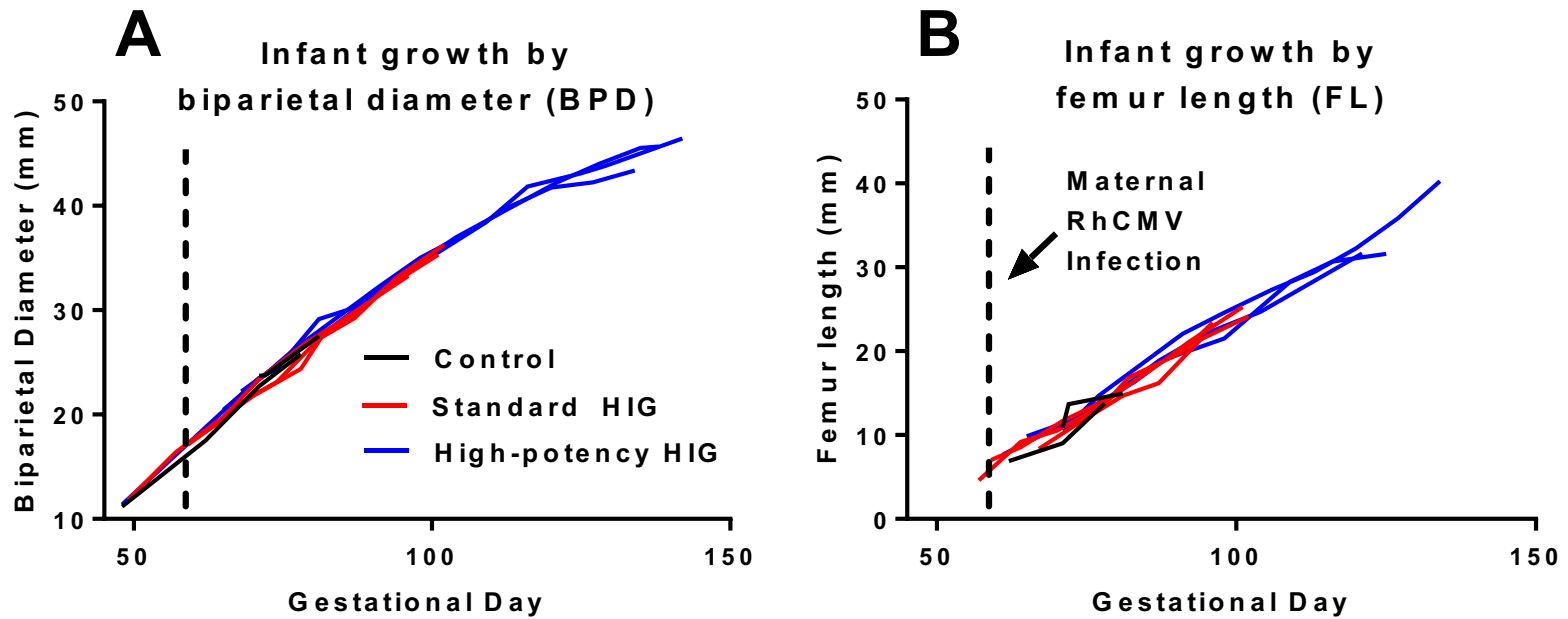 A
Infant growth by
biparietal diameter (BPD)
Biparietal Diameter (mm)
50
40
30
20
10
Control
Standard HIG
High-potency HIG
50
100
150
Gestational Day
B
Infant growth by
femur length (FL)
Femur length (mm)
50
40
30
20
10
0
Maternal
RhCMV
Infection
50
100
150
Gestational Day